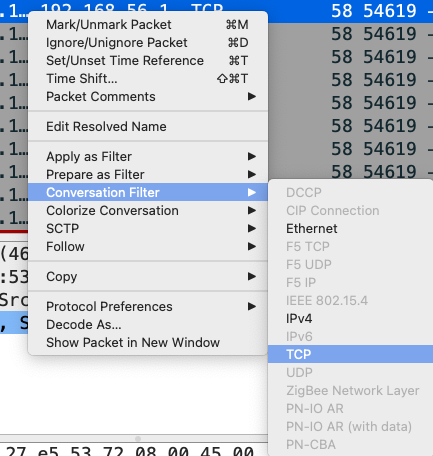 .1… 192.168.56.1 TCP 58 54619 →
Mark/Unmark Packet ⌘M
Ignore/Unignore Packet ⌘D
Set/Unset Time Reference ⌘T
Time Shift… ⇧⌘T
Packet Comments ▶
Edit Resolved Name
Apply as Filter ▶
Prepare as Filter ▶
Conversation Filter ▶
Colorize Conversation ▶
SCTP ▶
Follow ▶
Copy ▶
Protocol Preferences ▶
Decode As…
Show Packet in New Window
DCCP
CIP Connection
Ethernet
F5 TCP
F5 UDP
F5 IP
IEEE 802.15.4
IPv4
IPv6
TCP
UDP
ZigBee Network Layer
PN-IO AR
PN-IO AR (with data)
PN-CBA
.1…
58 54619
.1…
58 54619
.1…
58 54619
.1…
58 54619
.1…
58 54619
.1…
58 54619
.1…
58 54619
.1…
.1…
(46
:53
Src
, S
27 e5 53 72 08 00 45 00